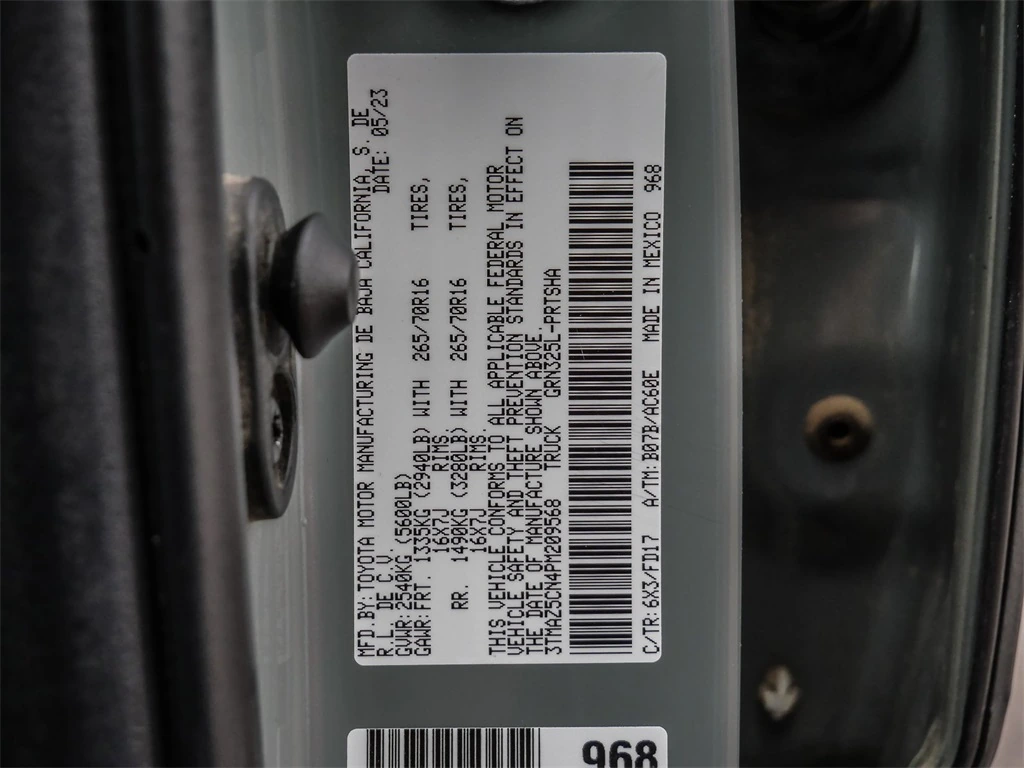 MFD.BY:TOYOTA MOTOR MANUFACTURING DE BAJA CALIFORNIA, S. DE
R.L. DE C.V. DATE: 05/23
GVWR:2540KG (5600LB)
GAWR:FRT. 1335KG (2940LB) WITH 265/70R16 TIRES,
16X7J RIMS.
RR. 1490KG (3280LB) WITH 265/70R16 TIRES,
16X7J RIMS.
THIS VEHICLE CONFORMS TO ALL APPLICABLE FEDERAL MOTOR
VEHICLE SAFETY AND THEFT PREVENTION STANDARDS IN EFFECT ON
THE DATE OF MANUFACTURE SHOWN ABOVE.
3TMAZ5CN4PM209568 TRUCK GRN325L-PRTSHA
C/TR: 6X3/FD17 A/TM: B07B/AC60E MADE IN MEXICO 968
968